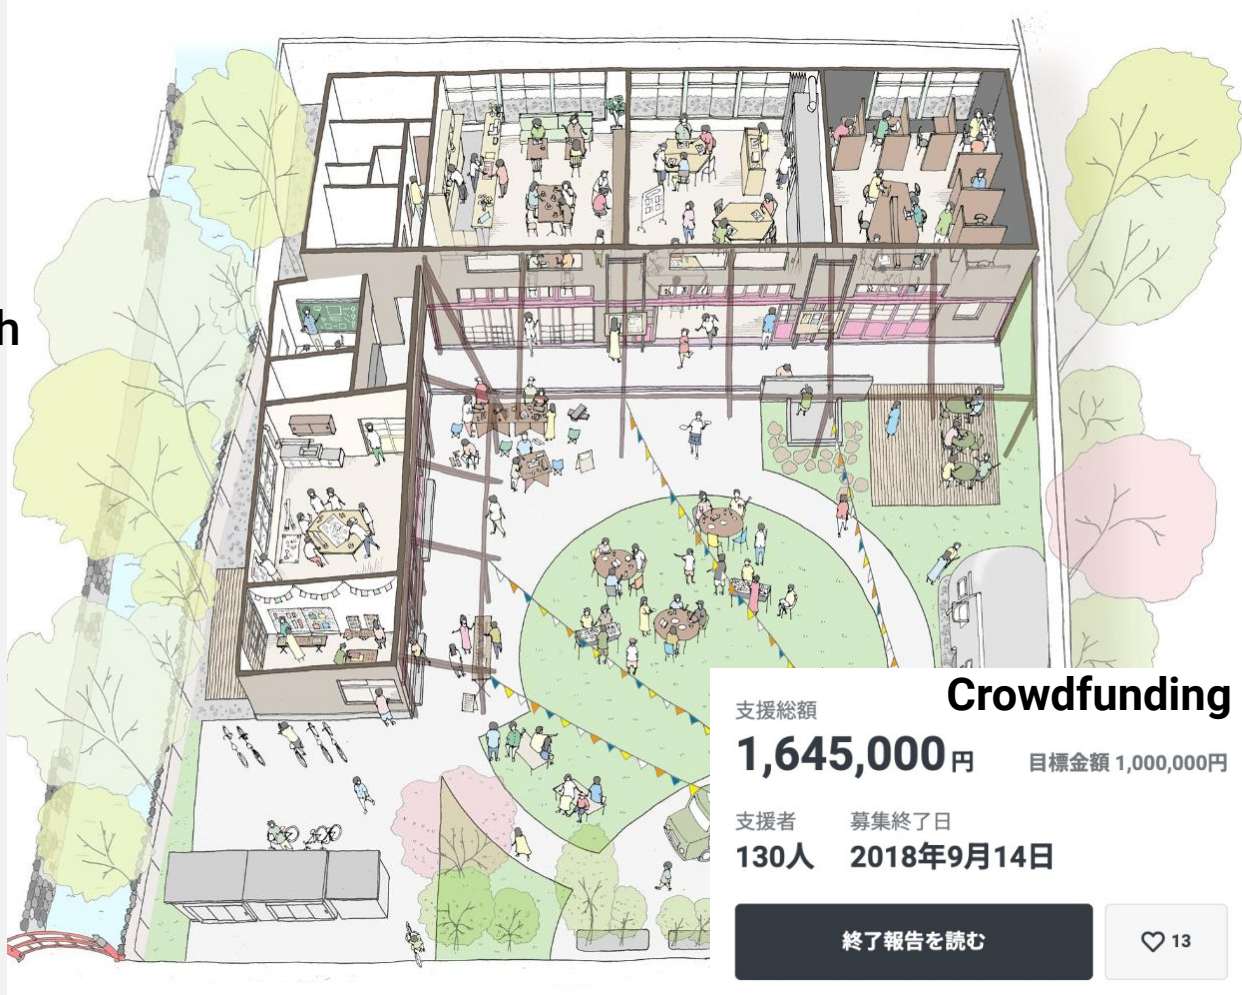 h
Crowdfunding
支援総額
1,645,000円
目標金額 1,000,000円
支援者
募集終了日
130人
2018年9月14日
終了報告を読む
13